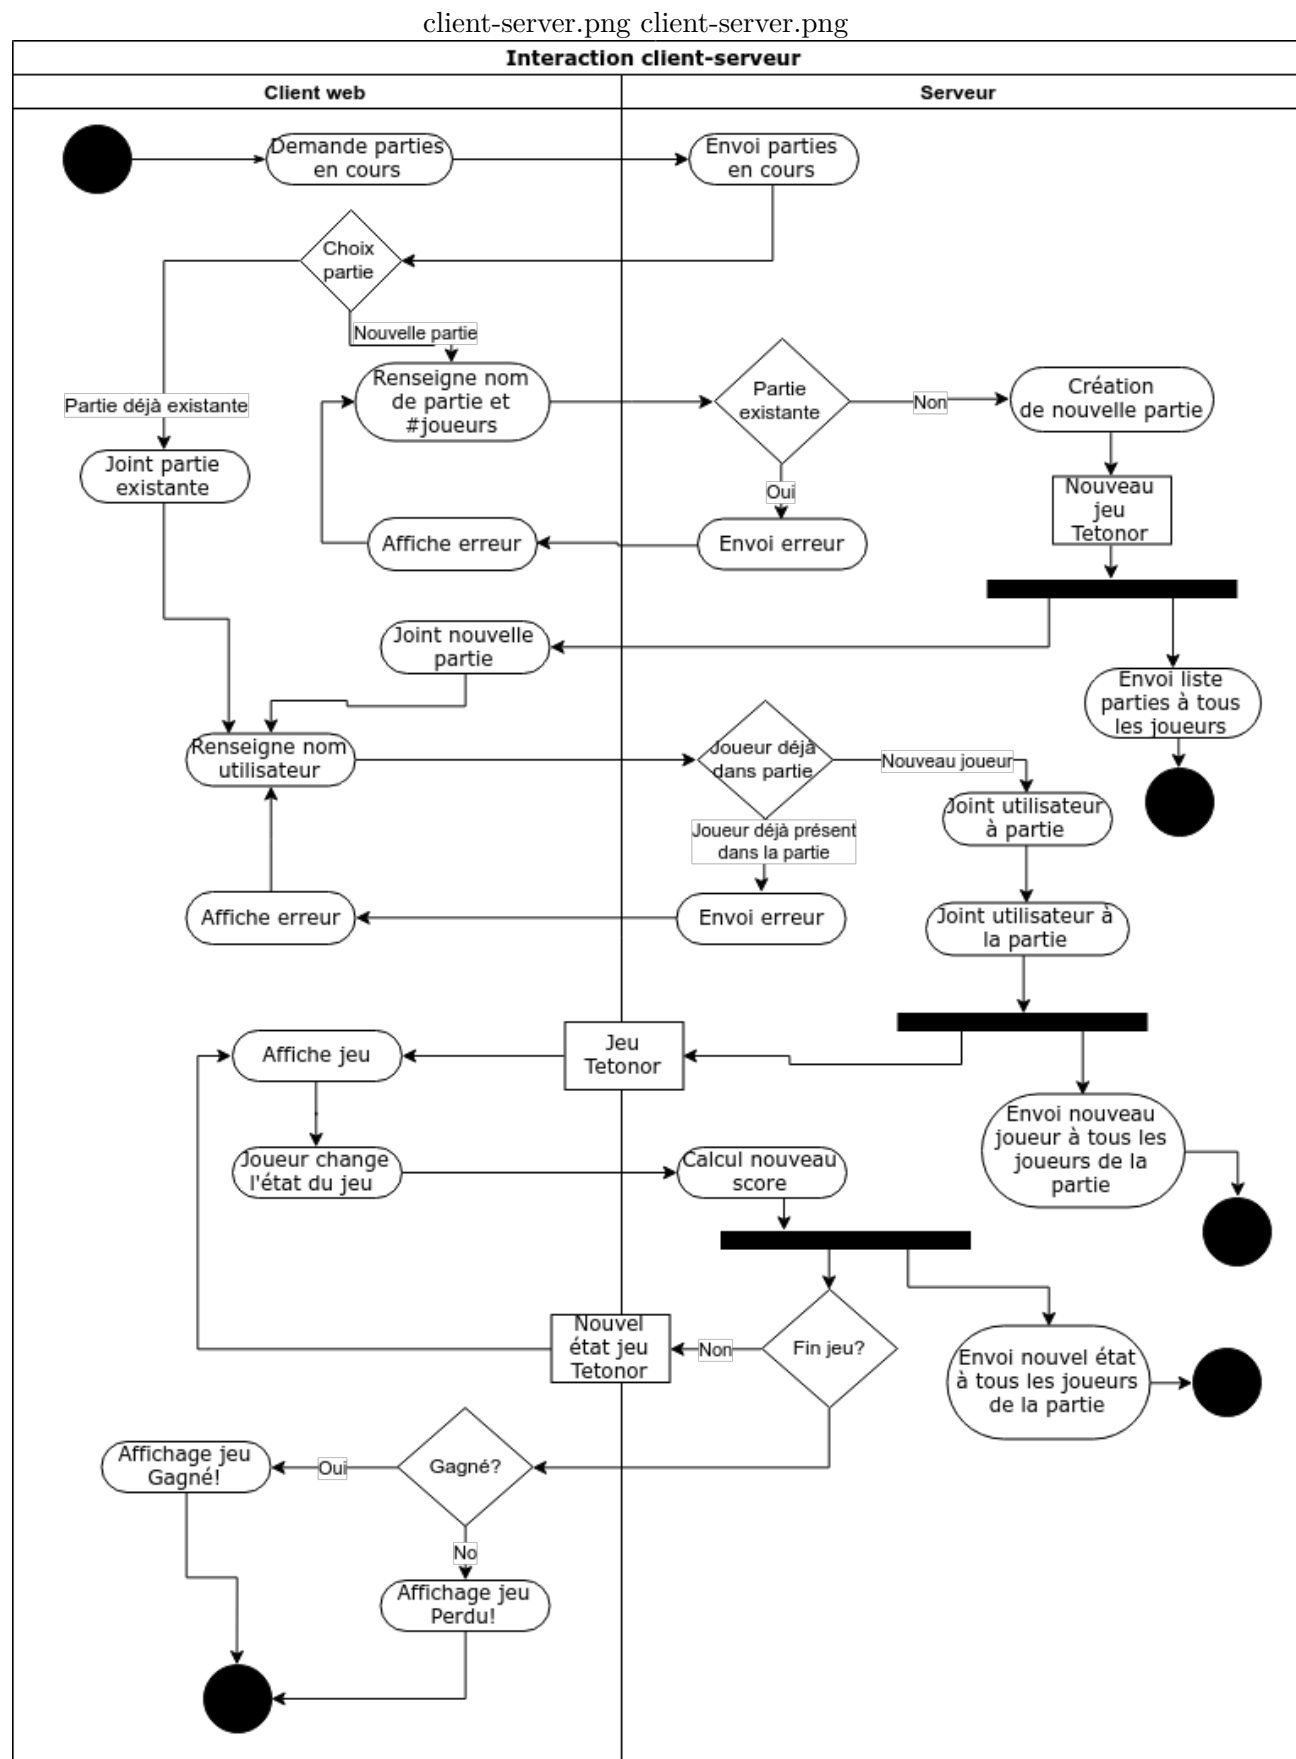 client-server.png client-server.png
Interaction client-serveur
Client web
Serveur
Demande parties
en cours
Envoi parties
en cours
Choix
partie
Nouvelle partie
Renseigne nom
de partie et
#joueurs
Partie
existante
Non
Création
de nouvelle partie
Partie déjà existante
Joint partie
existante
Oui
Nouveau
jeu
Tetonor
Affiche erreur
Envoi erreur
Joint nouvelle
partie
Envoi liste
parties à tous
les joueurs
Renseigne nom
utilisateur
Joueur déjà
dans partie
Nouveau joueur
Joint utilisateur
à partie
Joueur déjà présent
dans la partie
Affiche erreur
Envoi erreur
Joint utilisateur à
la partie
Affiche jeu
Jeu
Tetonor
Envoi nouveau
joueur à tous les
joueurs de la
partie
Joueur change
l'état du jeu
Calcul nouveau
score
Nouvel
état jeu
Tetonor
Non
Fin jeu?
Envoi nouvel état
à tous les joueurs
de la partie
Affichage jeu
Gagné!
Oui
Gagné?
No
Affichage jeu
Perdu!